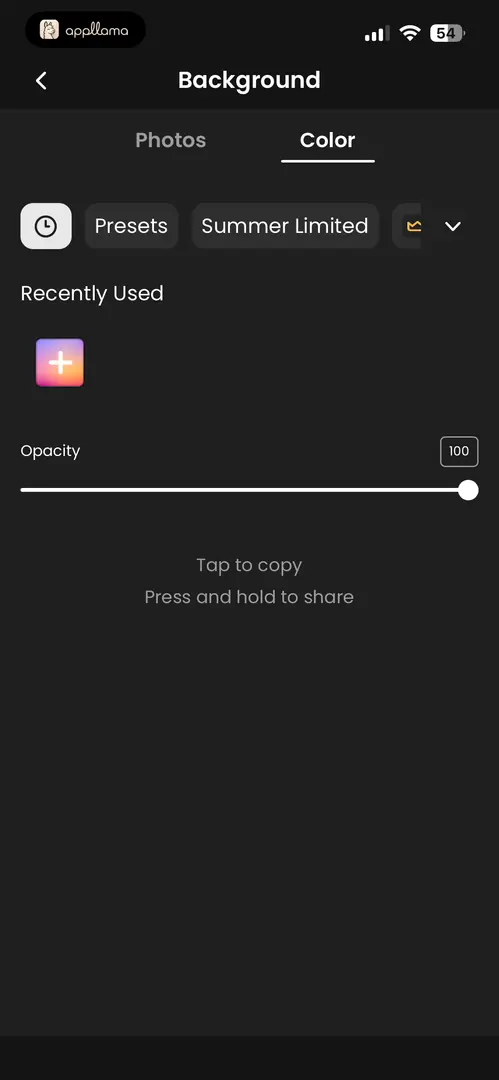 appllama
54
Background
Photos
Color
Presets
Summer Limited
Recently Used
Opacity
100
Tap to copy
Press and hold to share